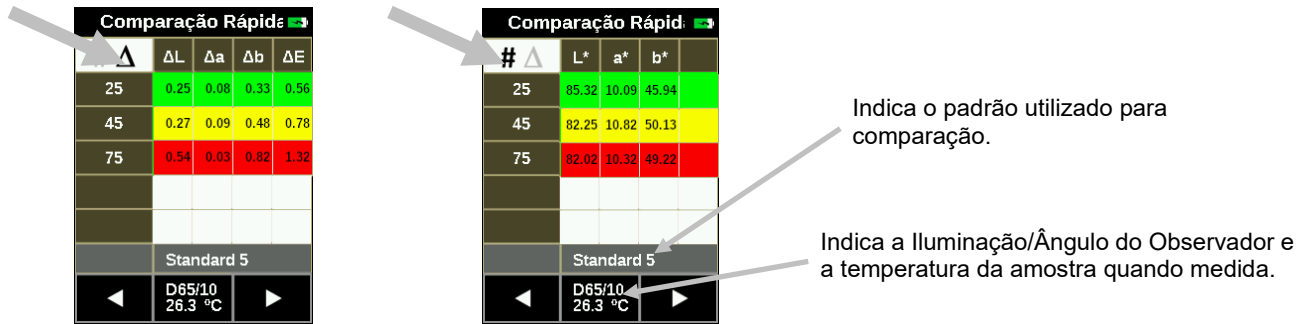 Comparação Rápida
# Δ ΔL Δa Δb ΔE
25 0.25 0.08 0.33 0.56
45 0.27 0.09 0.48 0.78
75 0.54 0.03 0.82 1.32
Standard 5
D65/10
26.3 ºC
Comparação Rápid
# Δ L* a* b*
25 85.32 10.09 45.94
45 82.25 10.82 50.13
75 82.02 10.32 49.22
Standard 5
D65/10
26.3 ºC
Indica o padrão utilizado para
comparação.
Indica a Iluminação/Ângulo do Observador e
a temperatura da amostra quando medida.